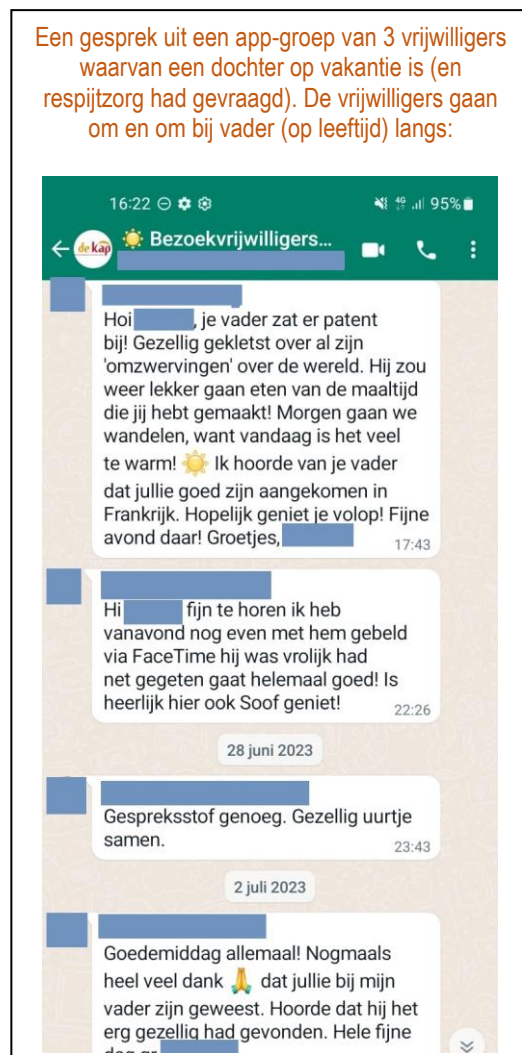 Een gesprek uit een app-groep van 3 vrijwilligers
waarvan een dochter op vakantie is (en
respijtzorg had gevraagd). De vrijwilligers gaan
om en om bij vader (op leeftijd) langs:
16:22 4G 95%
de kap Bezoekvrijwilligers...
Hoi , je vader zat er patent
bij! Gezellig gekletst over al zijn
'omzwervingen' over de wereld. Hij zou
weer lekker gaan eten van de maaltijd
die jij hebt gemaakt! Morgen gaan we
wandelen, want vandaag is het veel
te warm! ☀️ Ik hoorde van je vader
dat jullie goed zijn aangekomen in
Frankrijk. Hopelijk geniet je volop! Fijne
avond daar! Groetjes,
17:43
Hi fijn te horen ik heb
vanavond nog even met hem gebeld
via FaceTime hij was vrolijk had
net gegeten gaat helemaal goed! Is
heerlijk hier ook Soof geniet!
22:26
28 juni 2023
Gespreksstof genoeg. Gezellig uurtje
samen.
23:43
2 juli 2023
Goedemiddag allemaal! Nogmaals
heel veel dank 🙏 dat jullie bij mijn
vader zijn geweest. Hoorde dat hij het
erg gezellig had gevonden. Hele fijne
dag gr